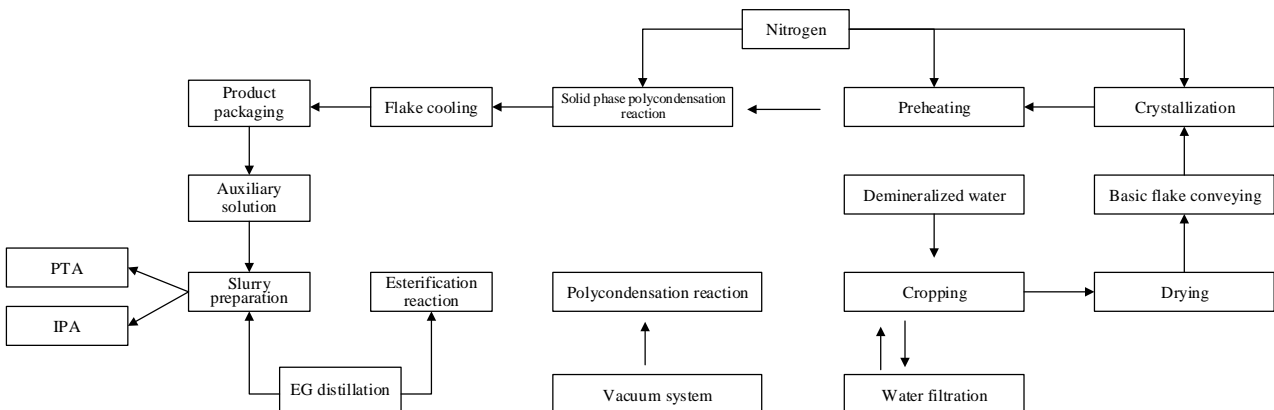 Nitrogen
Product
packaging
Flake cooling
Solid phase polycondensation
reaction
Preheating
Crystallization
Auxiliary
solution
Demineralized water
Basic flake conveying
PTA
IPA
Slurry
preparation
Esterification
reaction
Polycondensation reaction
Cropping
Drying
EG distillation
Vacuum system
Water filtration